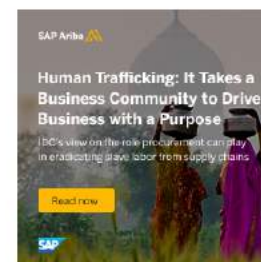 SAP Ariba
Human Trafficking: It Takes a
Business Community to Drive
Business with a Purpose
IDC's view on the role procurement can play
in eradicating slave labor from supply chains
Read now
SAP